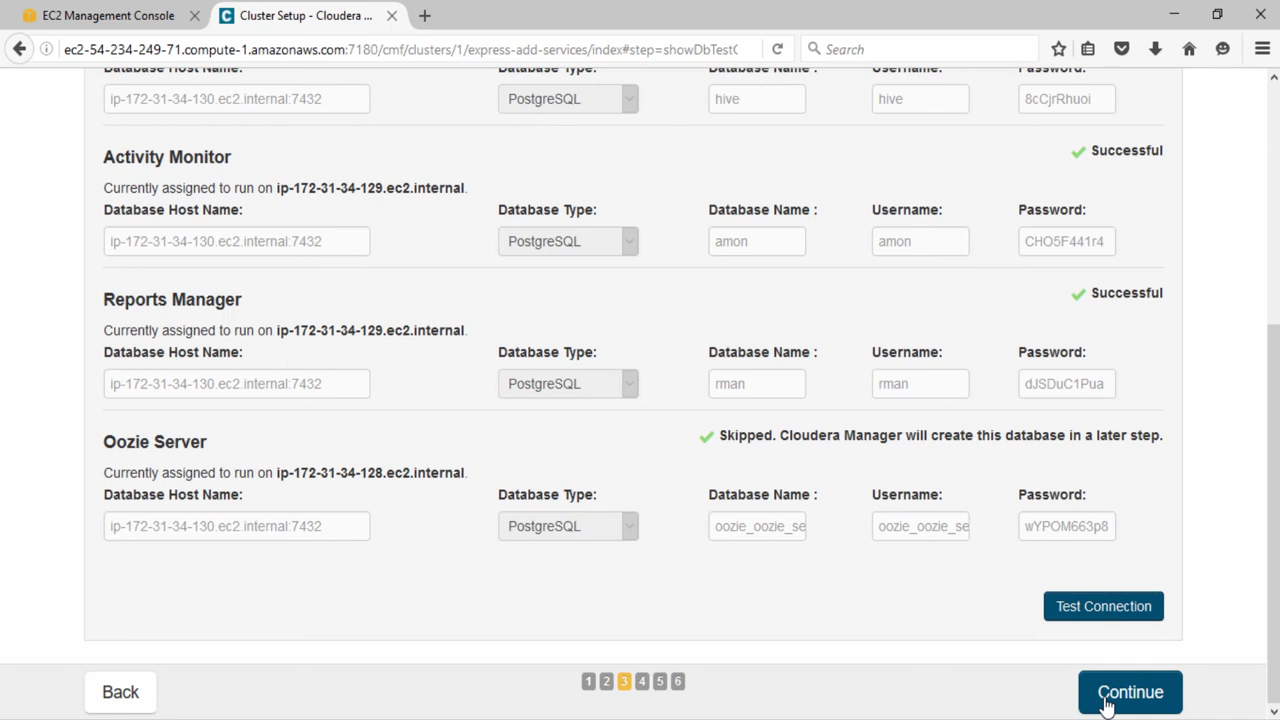 EC2 Management Console
Cluster Setup - Cloudera ...
ec2-54-234-249-71.compute-1.amazonaws.com:7180/cmf/clusters/1/express-add-services/index#step=showDbTestC
Search
Database Host Name: Database Type: Database Name : Username: Password:
ip-172-31-34-130.ec2.internal:7432 PostgreSQL hive hive 8cCjrRhuoi
Activity Monitor Successful
Currently assigned to run on ip-172-31-34-129.ec2.internal.
Database Host Name: Database Type: Database Name : Username: Password:
ip-172-31-34-130.ec2.internal:7432 PostgreSQL amon amon CHO5F441r4
Reports Manager Successful
Currently assigned to run on ip-172-31-34-129.ec2.internal.
Database Host Name: Database Type: Database Name : Username: Password:
ip-172-31-34-130.ec2.internal:7432 PostgreSQL rman rman dJSDuC1Pua
Oozie Server Skipped. Cloudera Manager will create this database in a later step.
Currently assigned to run on ip-172-31-34-128.ec2.internal.
Database Host Name: Database Type: Database Name : Username: Password:
ip-172-31-34-130.ec2.internal:7432 PostgreSQL oozie_oozie_se oozie_oozie_se wYPOM663p8
Test Connection
Back 1 2 3 4 5 6 Continue